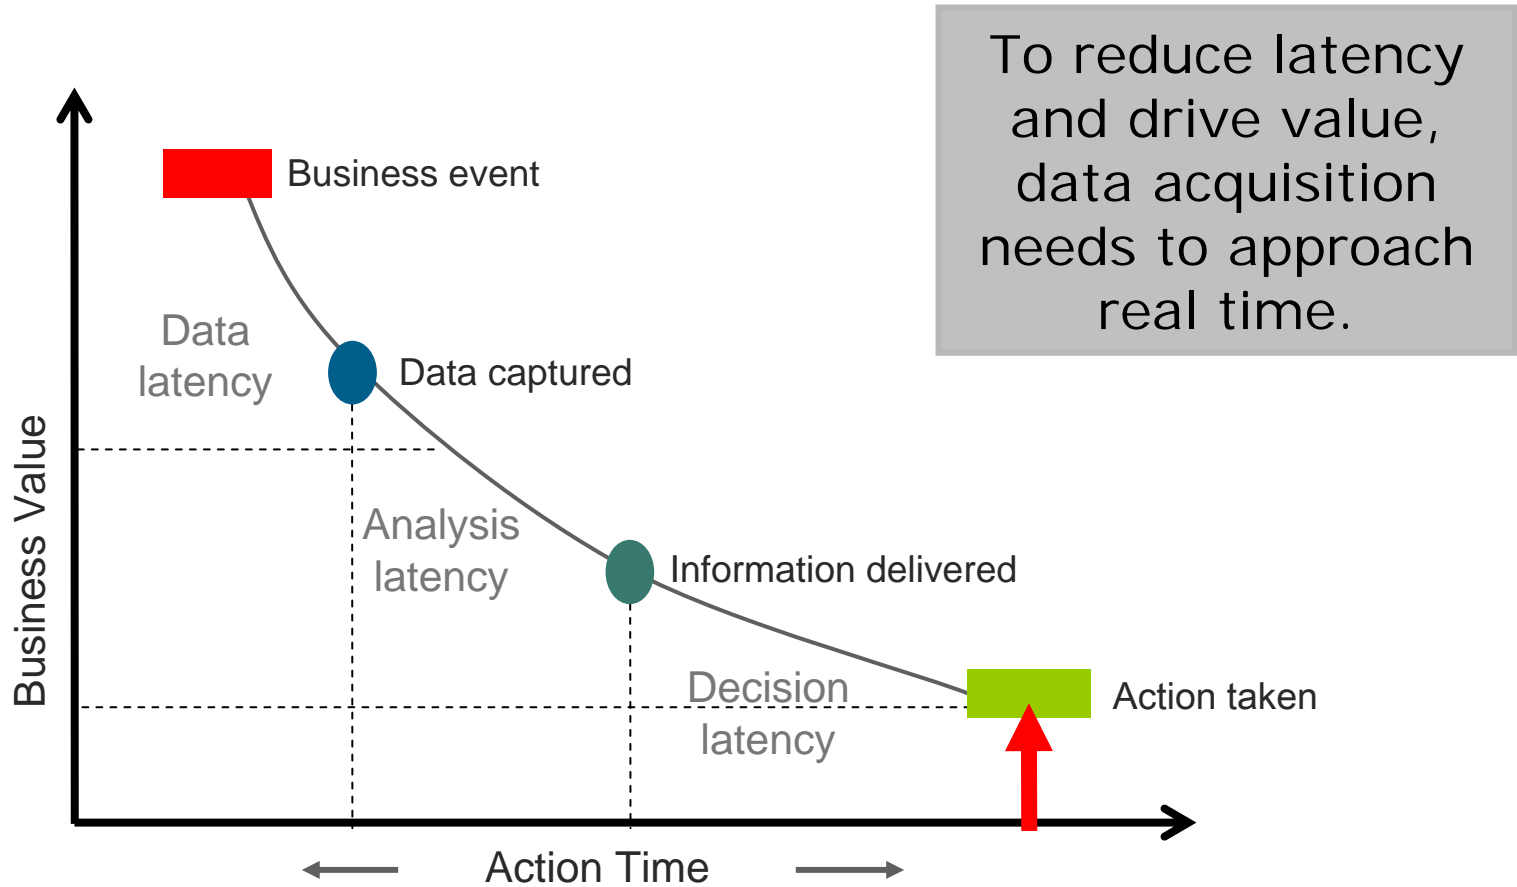 To reduce latency
and drive value,
data acquisition
needs to approach
real time.
Business event
Data
latency
Data captured
Business Value
Analysis
latency
Information delivered
Decision
latency
Action taken
Action Time